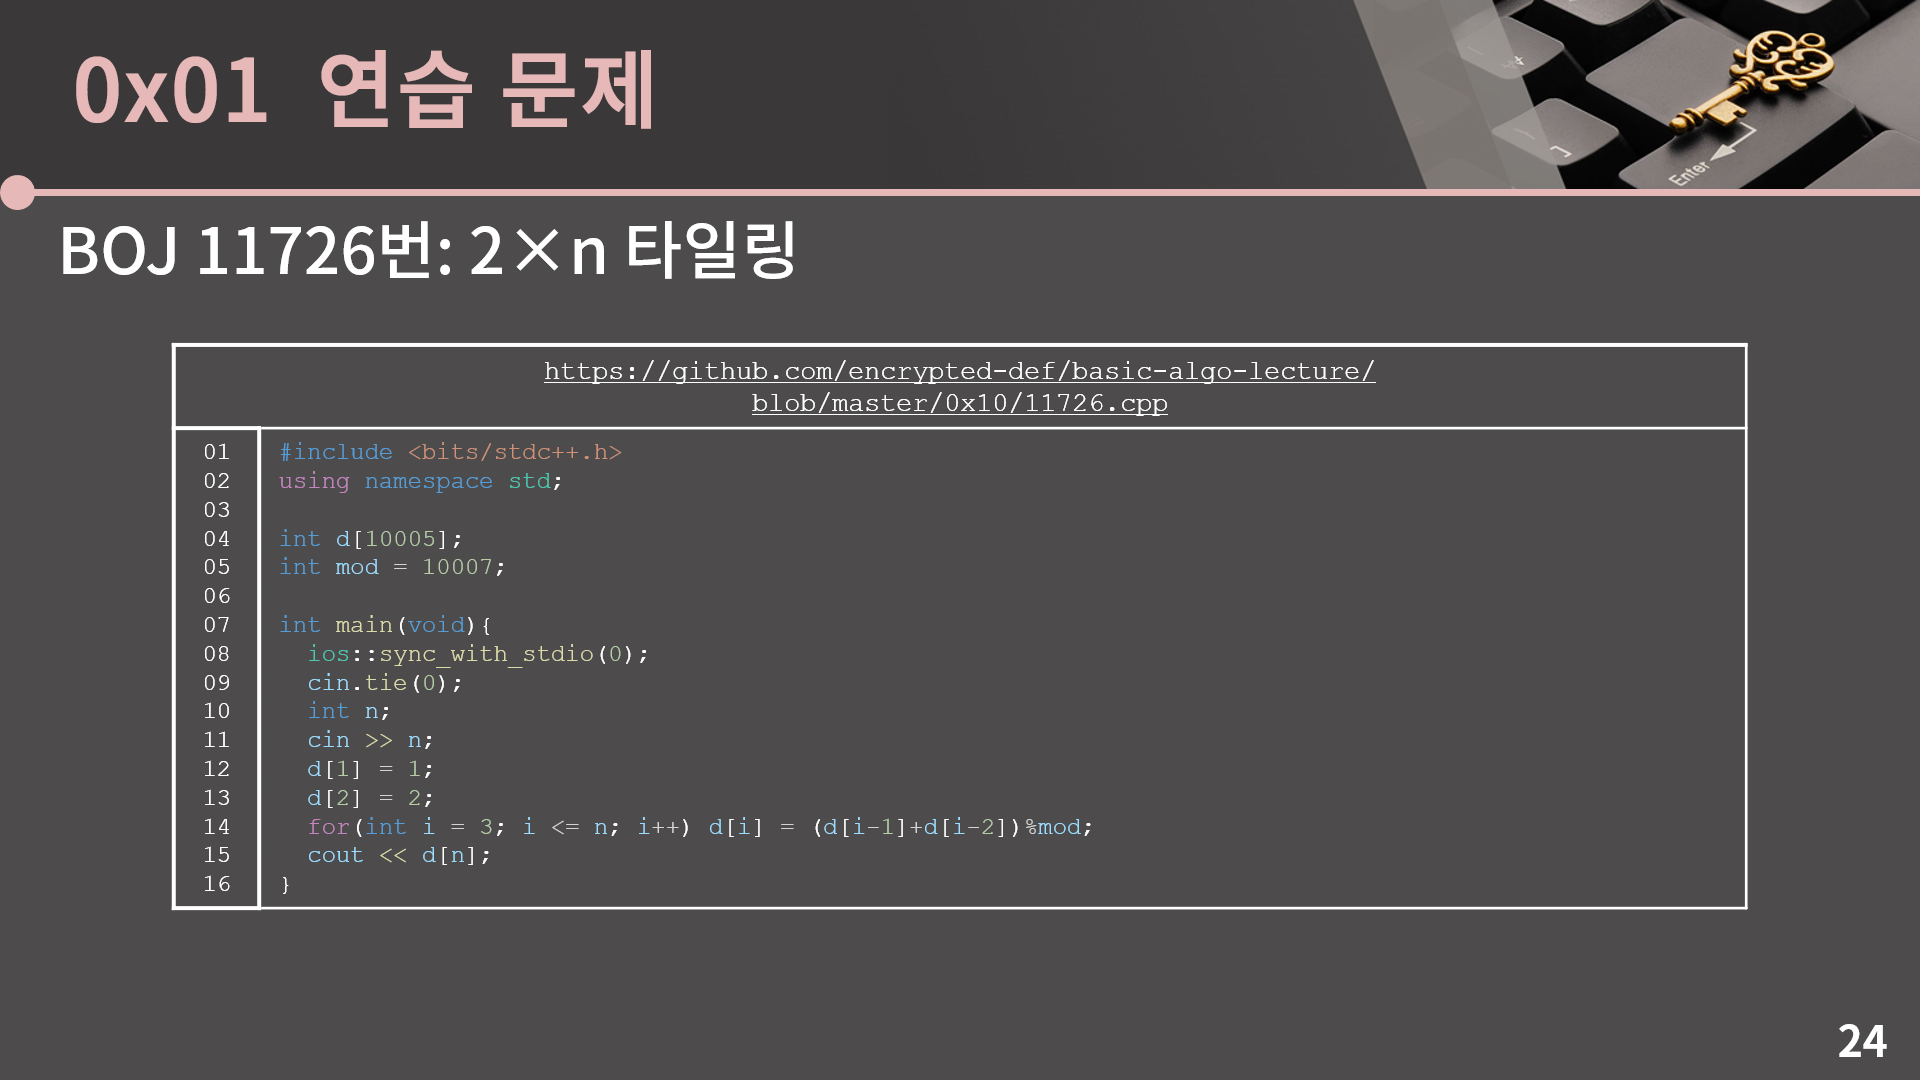 0x01 연습 문제
Enter
BOJ 11726번: 2×n 타일링
https://github.com/encrypted-def/basic-algo-lecture/
blob/master/0x10/11726.cpp
01 #include <bits/stdc++.h>
02 using namespace std;
03
04 int d[10005];
05 int mod = 10007;
06
07 int main(void){
08   ios::sync_with_stdio(0);
09   cin.tie(0);
10   int n;
11   cin >> n;
12   d[1] = 1;
13   d[2] = 2;
14   for(int i = 3; i <= n; i++) d[i] = (d[i-1]+d[i-2])%mod;
15   cout << d[n];
16 }
24